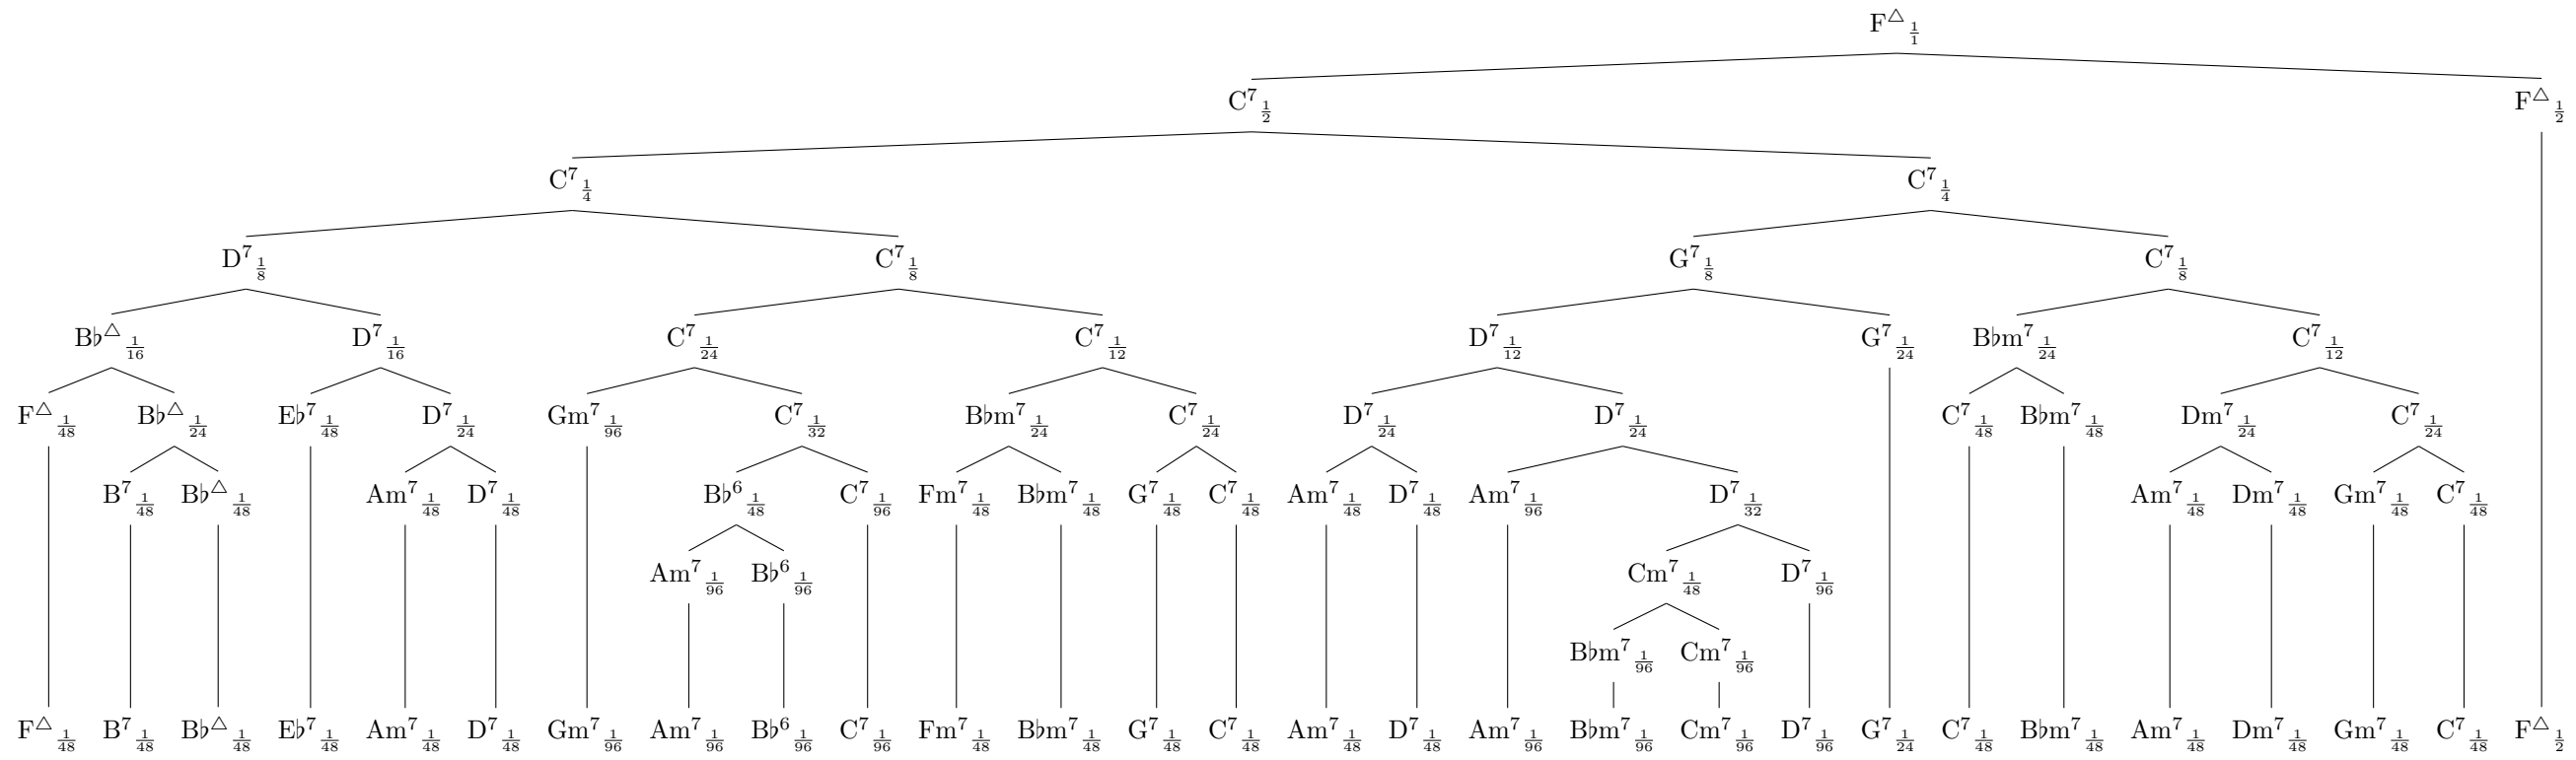 F△ 1/1
C7 1/2 F△ 1/2
C7 1/4 C7 1/4
D7 1/8 C7 1/8 G7 1/8 C7 1/8
B♭△ 1/16 D7 1/16 C7 1/24 C7 1/12 D7 1/12 G7 1/24 B♭m7 1/24 C7 1/12
F△ 1/48 B♭△ 1/24 E♭7 1/48 D7 1/24 Gm7 1/96 C7 1/32 B♭m7 1/24 C7 1/24 D7 1/24 D7 1/24 C7 1/48 B♭m7 1/48 Dm7 1/24 C7 1/24
B7 1/48 B♭△ 1/48 Am7 1/48 D7 1/48 B♭6 1/48 C7 1/96 Fm7 1/48 B♭m7 1/48 G7 1/48 C7 1/48 Am7 1/48 D7 1/48 Am7 1/96 D7 1/32 Am7 1/48 Dm7 1/48 Gm7 1/48 C7 1/48
Am7 1/96 B♭6 1/96 Cm7 1/48 D7 1/96
B♭m7 1/96 Cm7 1/96
F△ 1/48 B7 1/48 B♭△ 1/48 E♭7 1/48 Am7 1/48 D7 1/48 Gm7 1/96 Am7 1/96 B♭6 1/96 C7 1/96 Fm7 1/48 B♭m7 1/48 G7 1/48 C7 1/48 Am7 1/48 D7 1/48 Am7 1/96 B♭m7 1/96 Cm7 1/96 D7 1/96 G7 1/24 C7 1/48 B♭m7 1/48 Am7 1/48 Dm7 1/48 Gm7 1/48 C7 1/48 F△ 1/2